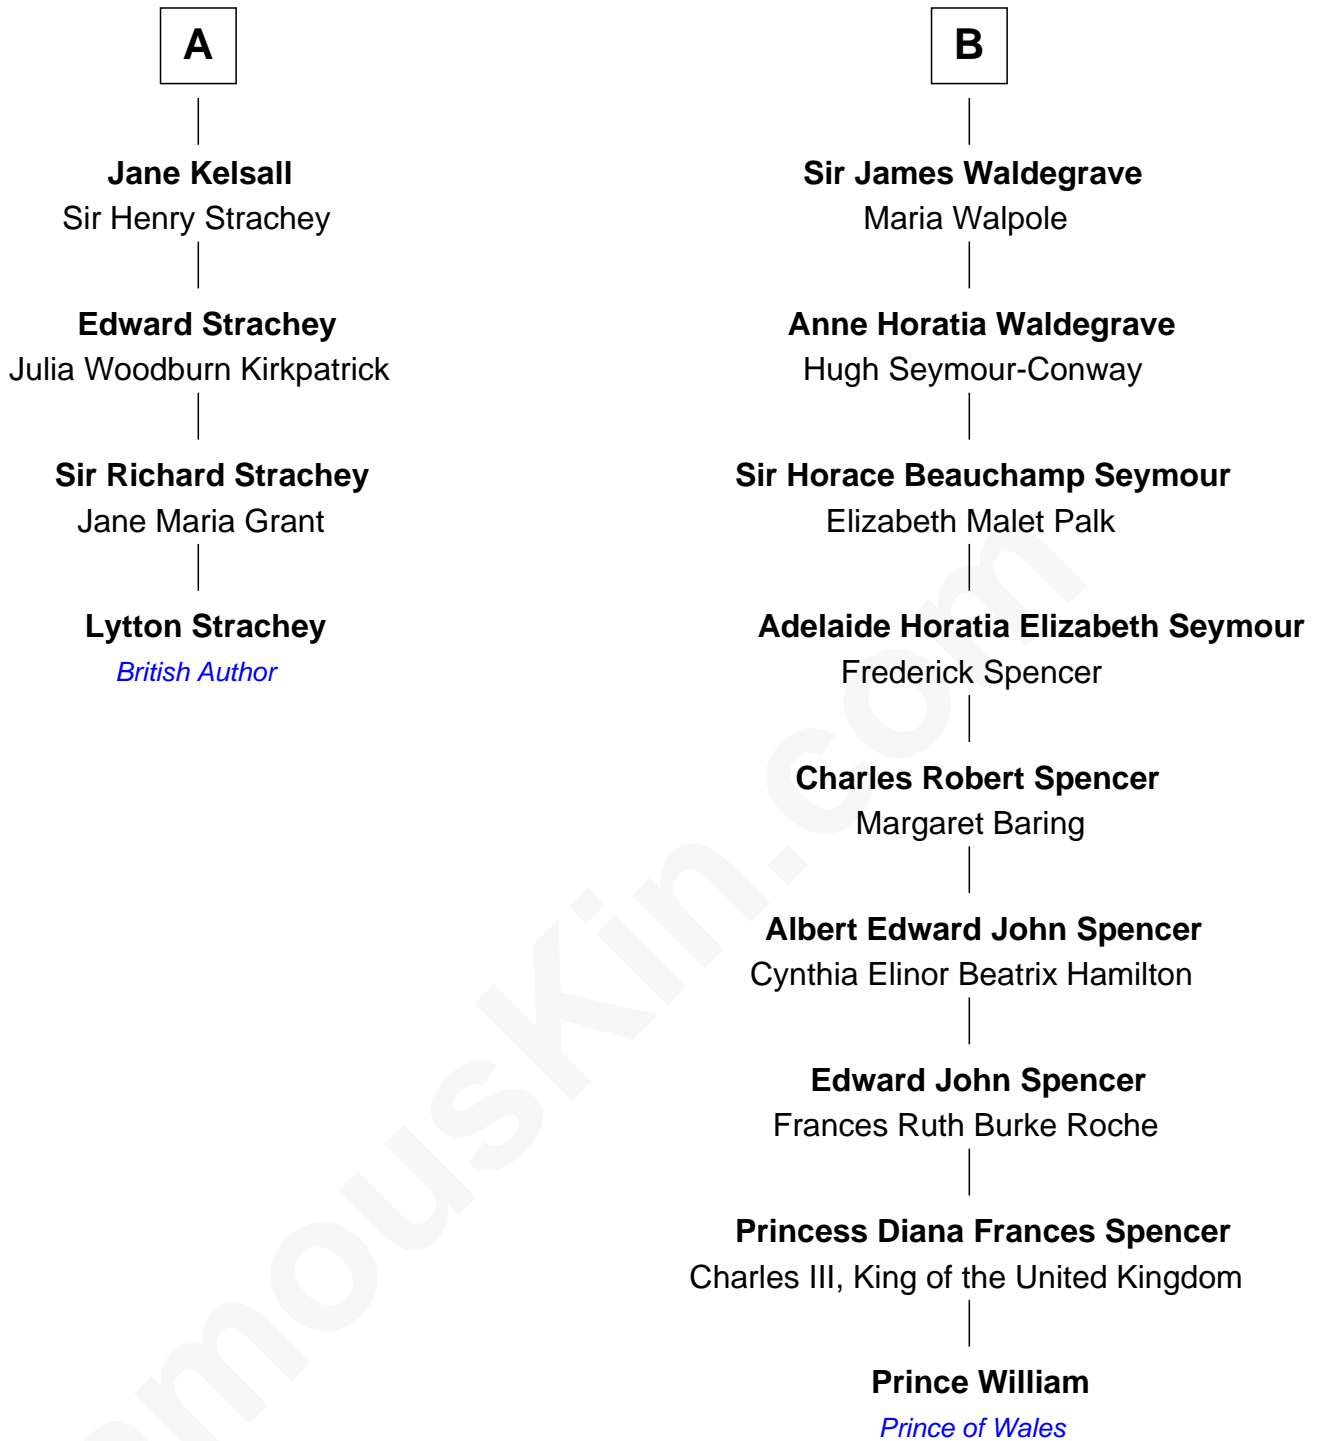 A
Jane Kelsall
Sir Henry Strachey
Edward Strachey
Julia Woodburn Kirkpatrick
Sir Richard Strachey
Jane Maria Grant
Lytton Strachey
British Author
B
Sir James Waldegrave
Maria Walpole
Anne Horatia Waldegrave
Hugh Seymour-Conway
Sir Horace Beauchamp Seymour
Elizabeth Malet Palk
Adelaide Horatia Elizabeth Seymour
Frederick Spencer
Charles Robert Spencer
Margaret Baring
Albert Edward John Spencer
Cynthia Elinor Beatrix Hamilton
Edward John Spencer
Frances Ruth Burke Roche
Princess Diana Frances Spencer
Charles III, King of the United Kingdom
Prince William
Prince of Wales
amouskin.com